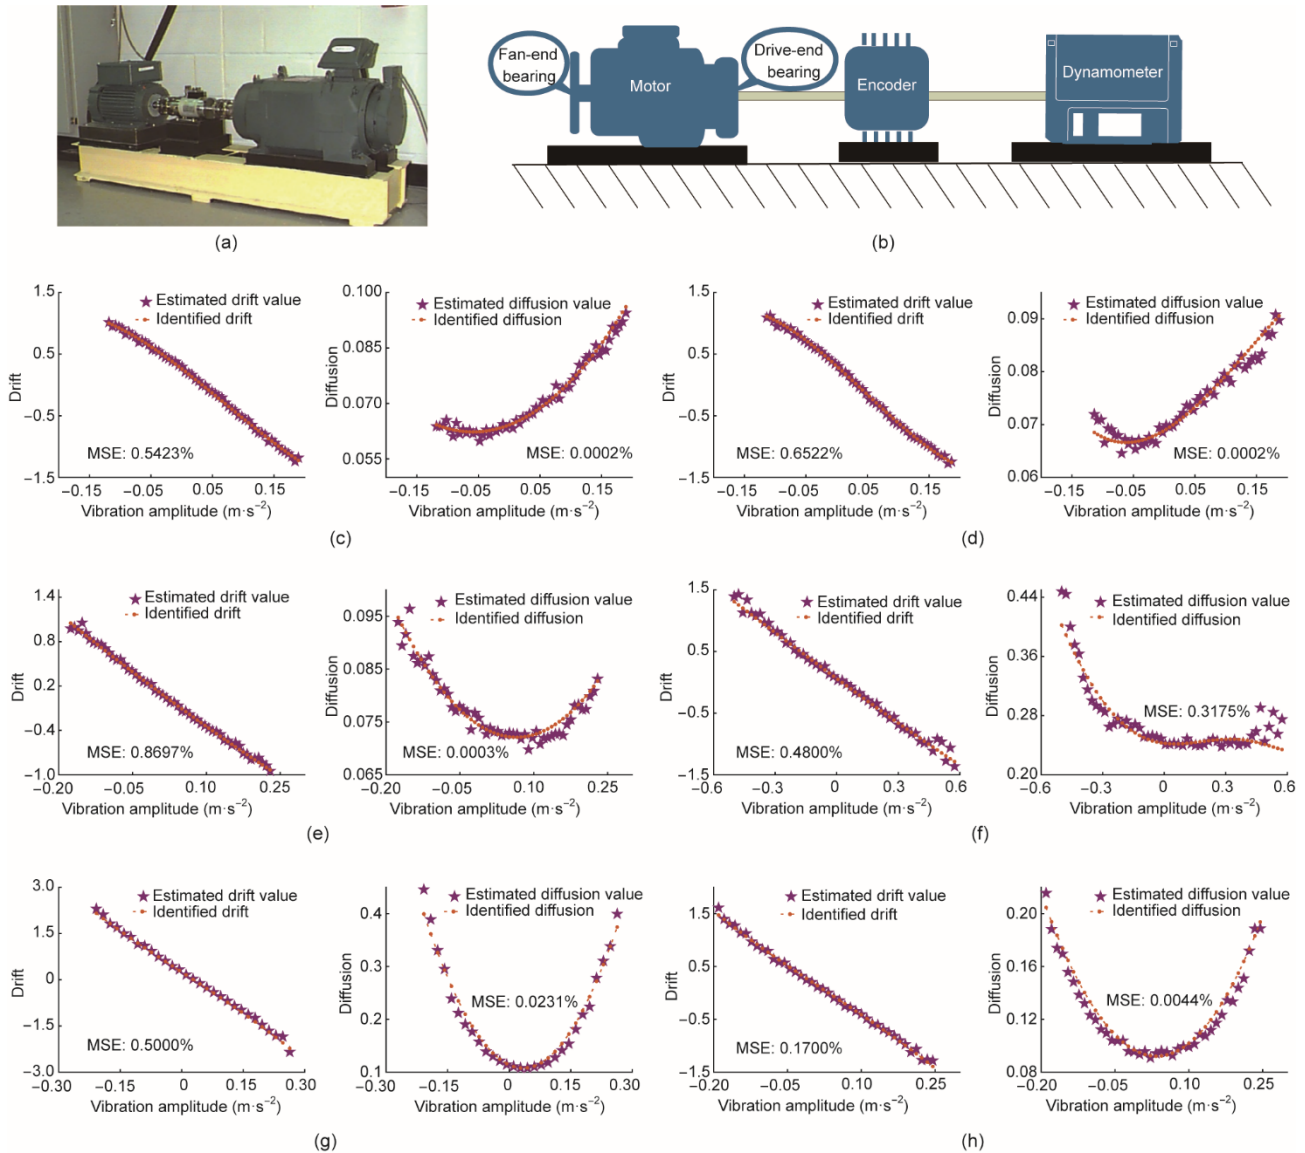 Fan-end
bearing
Motor
Drive-end
bearing
Encoder
Dynamometer
(a)
(b)
1.5
0.5
−0.5
−1.5
Drift
Estimated drift value
Identified drift
MSE: 0.5423%
−0.15
−0.05
0.05
0.15
Vibration amplitude (m·s⁻²)
0.100
0.085
0.070
0.055
Diffusion
Estimated diffusion value
Identified diffusion
MSE: 0.0002%
−0.15
−0.05
0.05
0.15
Vibration amplitude (m·s⁻²)
(c)
1.5
0.5
−0.5
−1.5
Drift
Estimated drift value
Identified drift
MSE: 0.6522%
−0.15
−0.05
0.05
0.15
Vibration amplitude (m·s⁻²)
0.09
0.08
0.07
0.06
Diffusion
Estimated diffusion value
Identified diffusion
MSE: 0.0002%
−0.15
−0.05
0.05
0.15
Vibration amplitude (m·s⁻²)
(d)
1.4
0.8
0.2
−0.4
−1.0
Drift
Estimated drift value
Identified drift
MSE: 0.8697%
−0.20
−0.05
0.10
0.25
Vibration amplitude (m·s⁻²)
0.095
0.085
0.075
0.065
Diffusion
Estimated diffusion value
Identified diffusion
MSE: 0.0003%
−0.20
−0.05
0.10
0.25
Vibration amplitude (m·s⁻²)
(e)
1.5
0.5
−0.5
−1.5
Drift
Estimated drift value
Identified drift
MSE: 0.4800%
−0.6
−0.3
0
0.3
0.6
Vibration amplitude (m·s⁻²)
0.44
0.36
0.28
0.20
Diffusion
Estimated diffusion value
Identified diffusion
MSE: 0.3175%
−0.6
−0.3
0
0.3
0.6
Vibration amplitude (m·s⁻²)
(f)
3.0
1.5
0
−1.5
−3.0
Drift
Estimated drift value
Identified drift
MSE: 0.5000%
−0.30
−0.15
0
0.15
0.30
Vibration amplitude (m·s⁻²)
0.4
0.3
0.2
0.1
Diffusion
Estimated diffusion value
Identified diffusion
MSE: 0.0231%
−0.30
−0.15
0
0.15
0.30
Vibration amplitude (m·s⁻²)
(g)
1.5
0.5
−0.5
−1.5
Drift
Estimated drift value
Identified drift
MSE: 0.1700%
−0.20
−0.05
0.10
0.25
Vibration amplitude (m·s⁻²)
0.20
0.16
0.12
0.08
Diffusion
Estimated diffusion value
Identified diffusion
MSE: 0.0044%
−0.20
−0.05
0.10
0.25
Vibration amplitude (m·s⁻²)
(h)